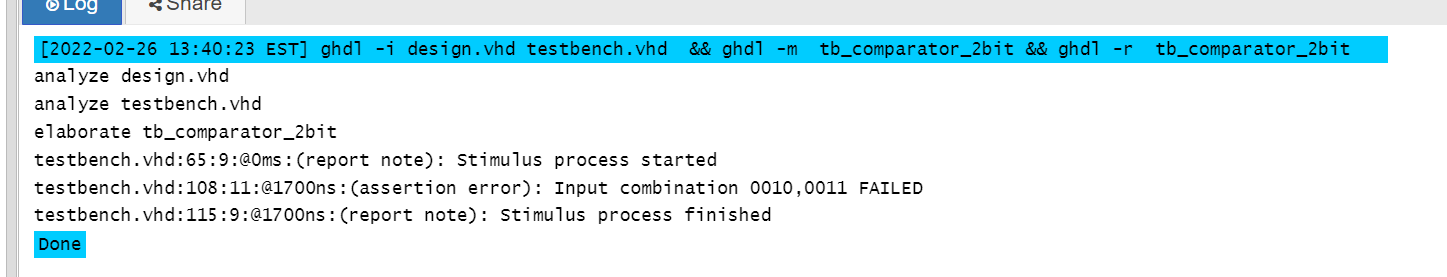 Log Share
[2022-02-26 13:40:23 EST] ghdl -i design.vhd testbench.vhd  && ghdl -m  tb_comparator_2bit && ghdl -r  tb_comparator_2bit
analyze design.vhd
analyze testbench.vhd
elaborate tb_comparator_2bit
testbench.vhd:65:9:@0ms:(report note): Stimulus process started
testbench.vhd:108:11:@1700ns:(assertion error): Input combination 0010,0011 FAILED
testbench.vhd:115:9:@1700ns:(report note): Stimulus process finished
Done